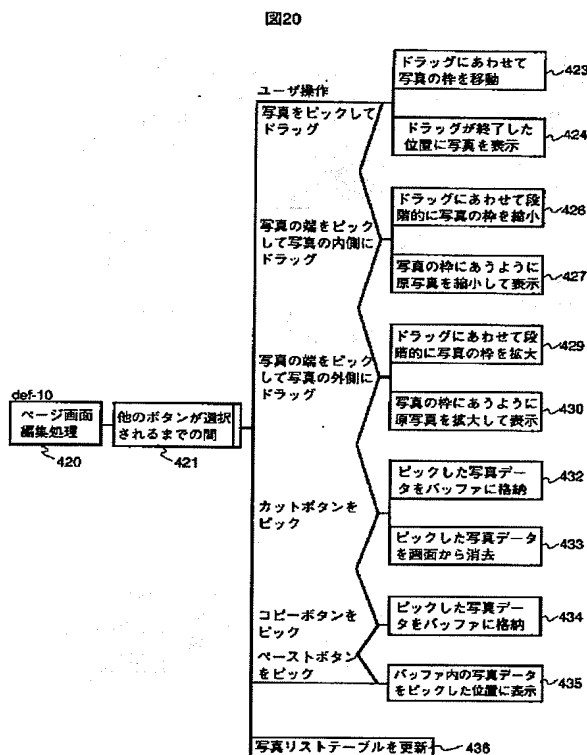 図20
ユーザ操作
写真をピックして
ドラッグ
ドラッグにあわせて
写真の枠を移動
423
ドラッグが終了した
位置に写真を表示
424
写真の端をピック
して写真の内側に
ドラッグ
ドラッグにあわせて段
階的に写真の枠を縮小
426
写真の枠にあうように
原写真を縮小して表示
427
写真の端をピック
して写真の外側に
ドラッグ
ドラッグにあわせて段
階的に写真の枠を拡大
429
写真の枠にあうように
原写真を拡大して表示
430
def-10
ページ画面
編集処理
420
他のボタンが選択
されるまでの間
421
カットボタンを
ピック
ピックした写真デー
タをバッファに格納
432
ピックした写真データ
を画面から消去
433
コピーボタンを
ピック
ピックした写真デー
タをバッファに格納
434
ペーストボタン
をピック
バッファ内の写真データ
をピックした位置に表示
435
写真リストテーブルを更新
436